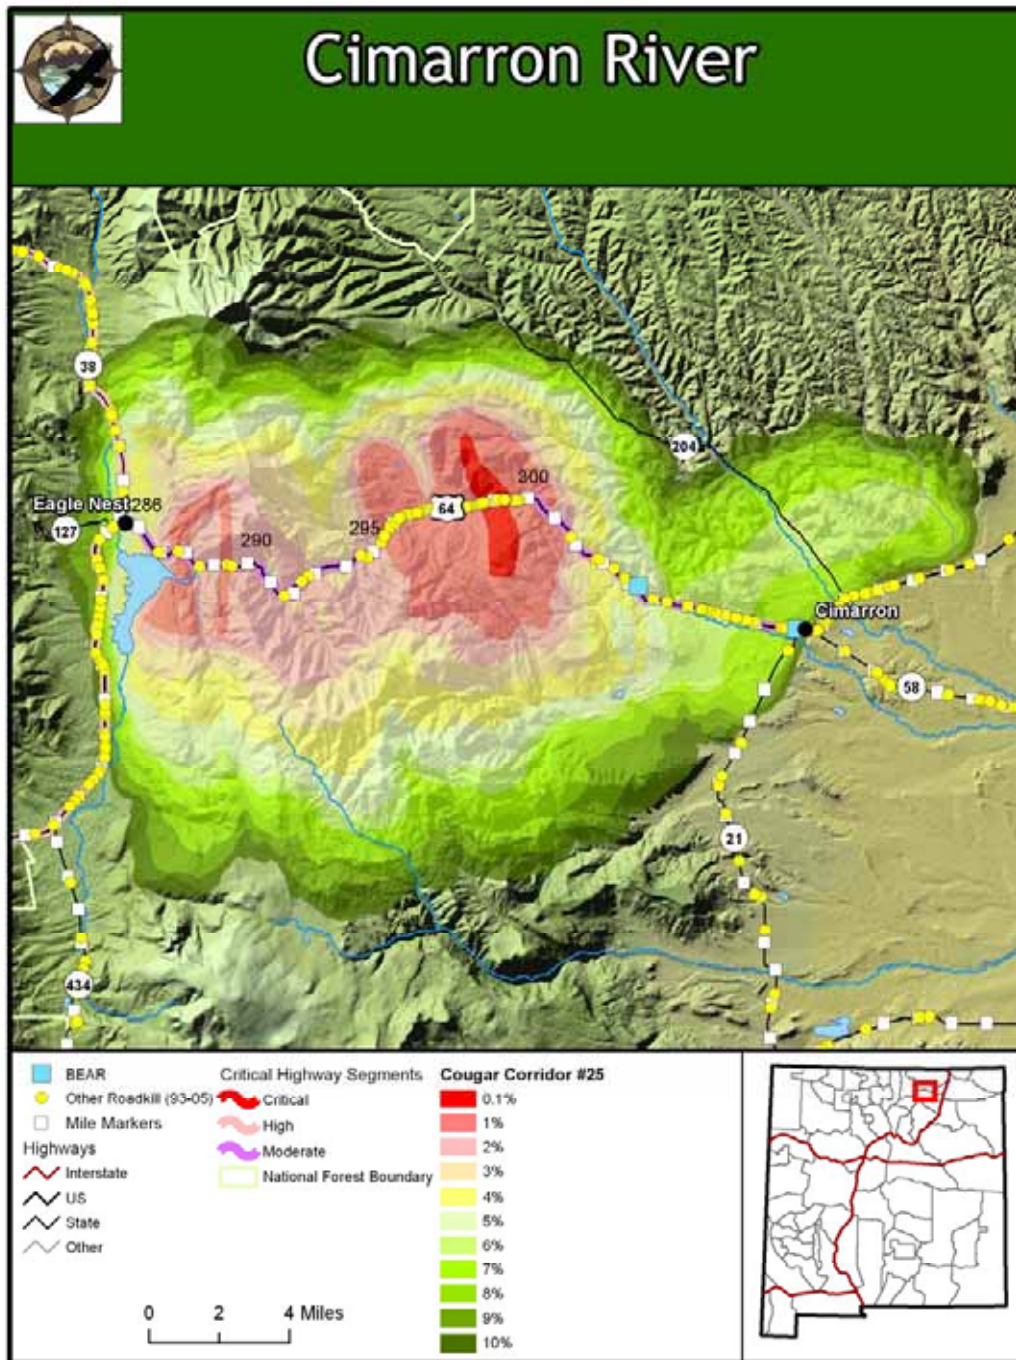 Cimarron River
38
204
300
64
Eagle Nest
286
127
295
290
Cimarron
58
21
434
BEAR
Other Roadkill (93-05)
Mile Markers
Highways
Interstate
US
State
Other
Critical Highway Segments
Critical
High
Moderate
National Forest Boundary
Cougar Corridor #25
0.1%
1%
2%
3%
4%
5%
6%
7%
8%
9%
10%
0 2 4 Miles